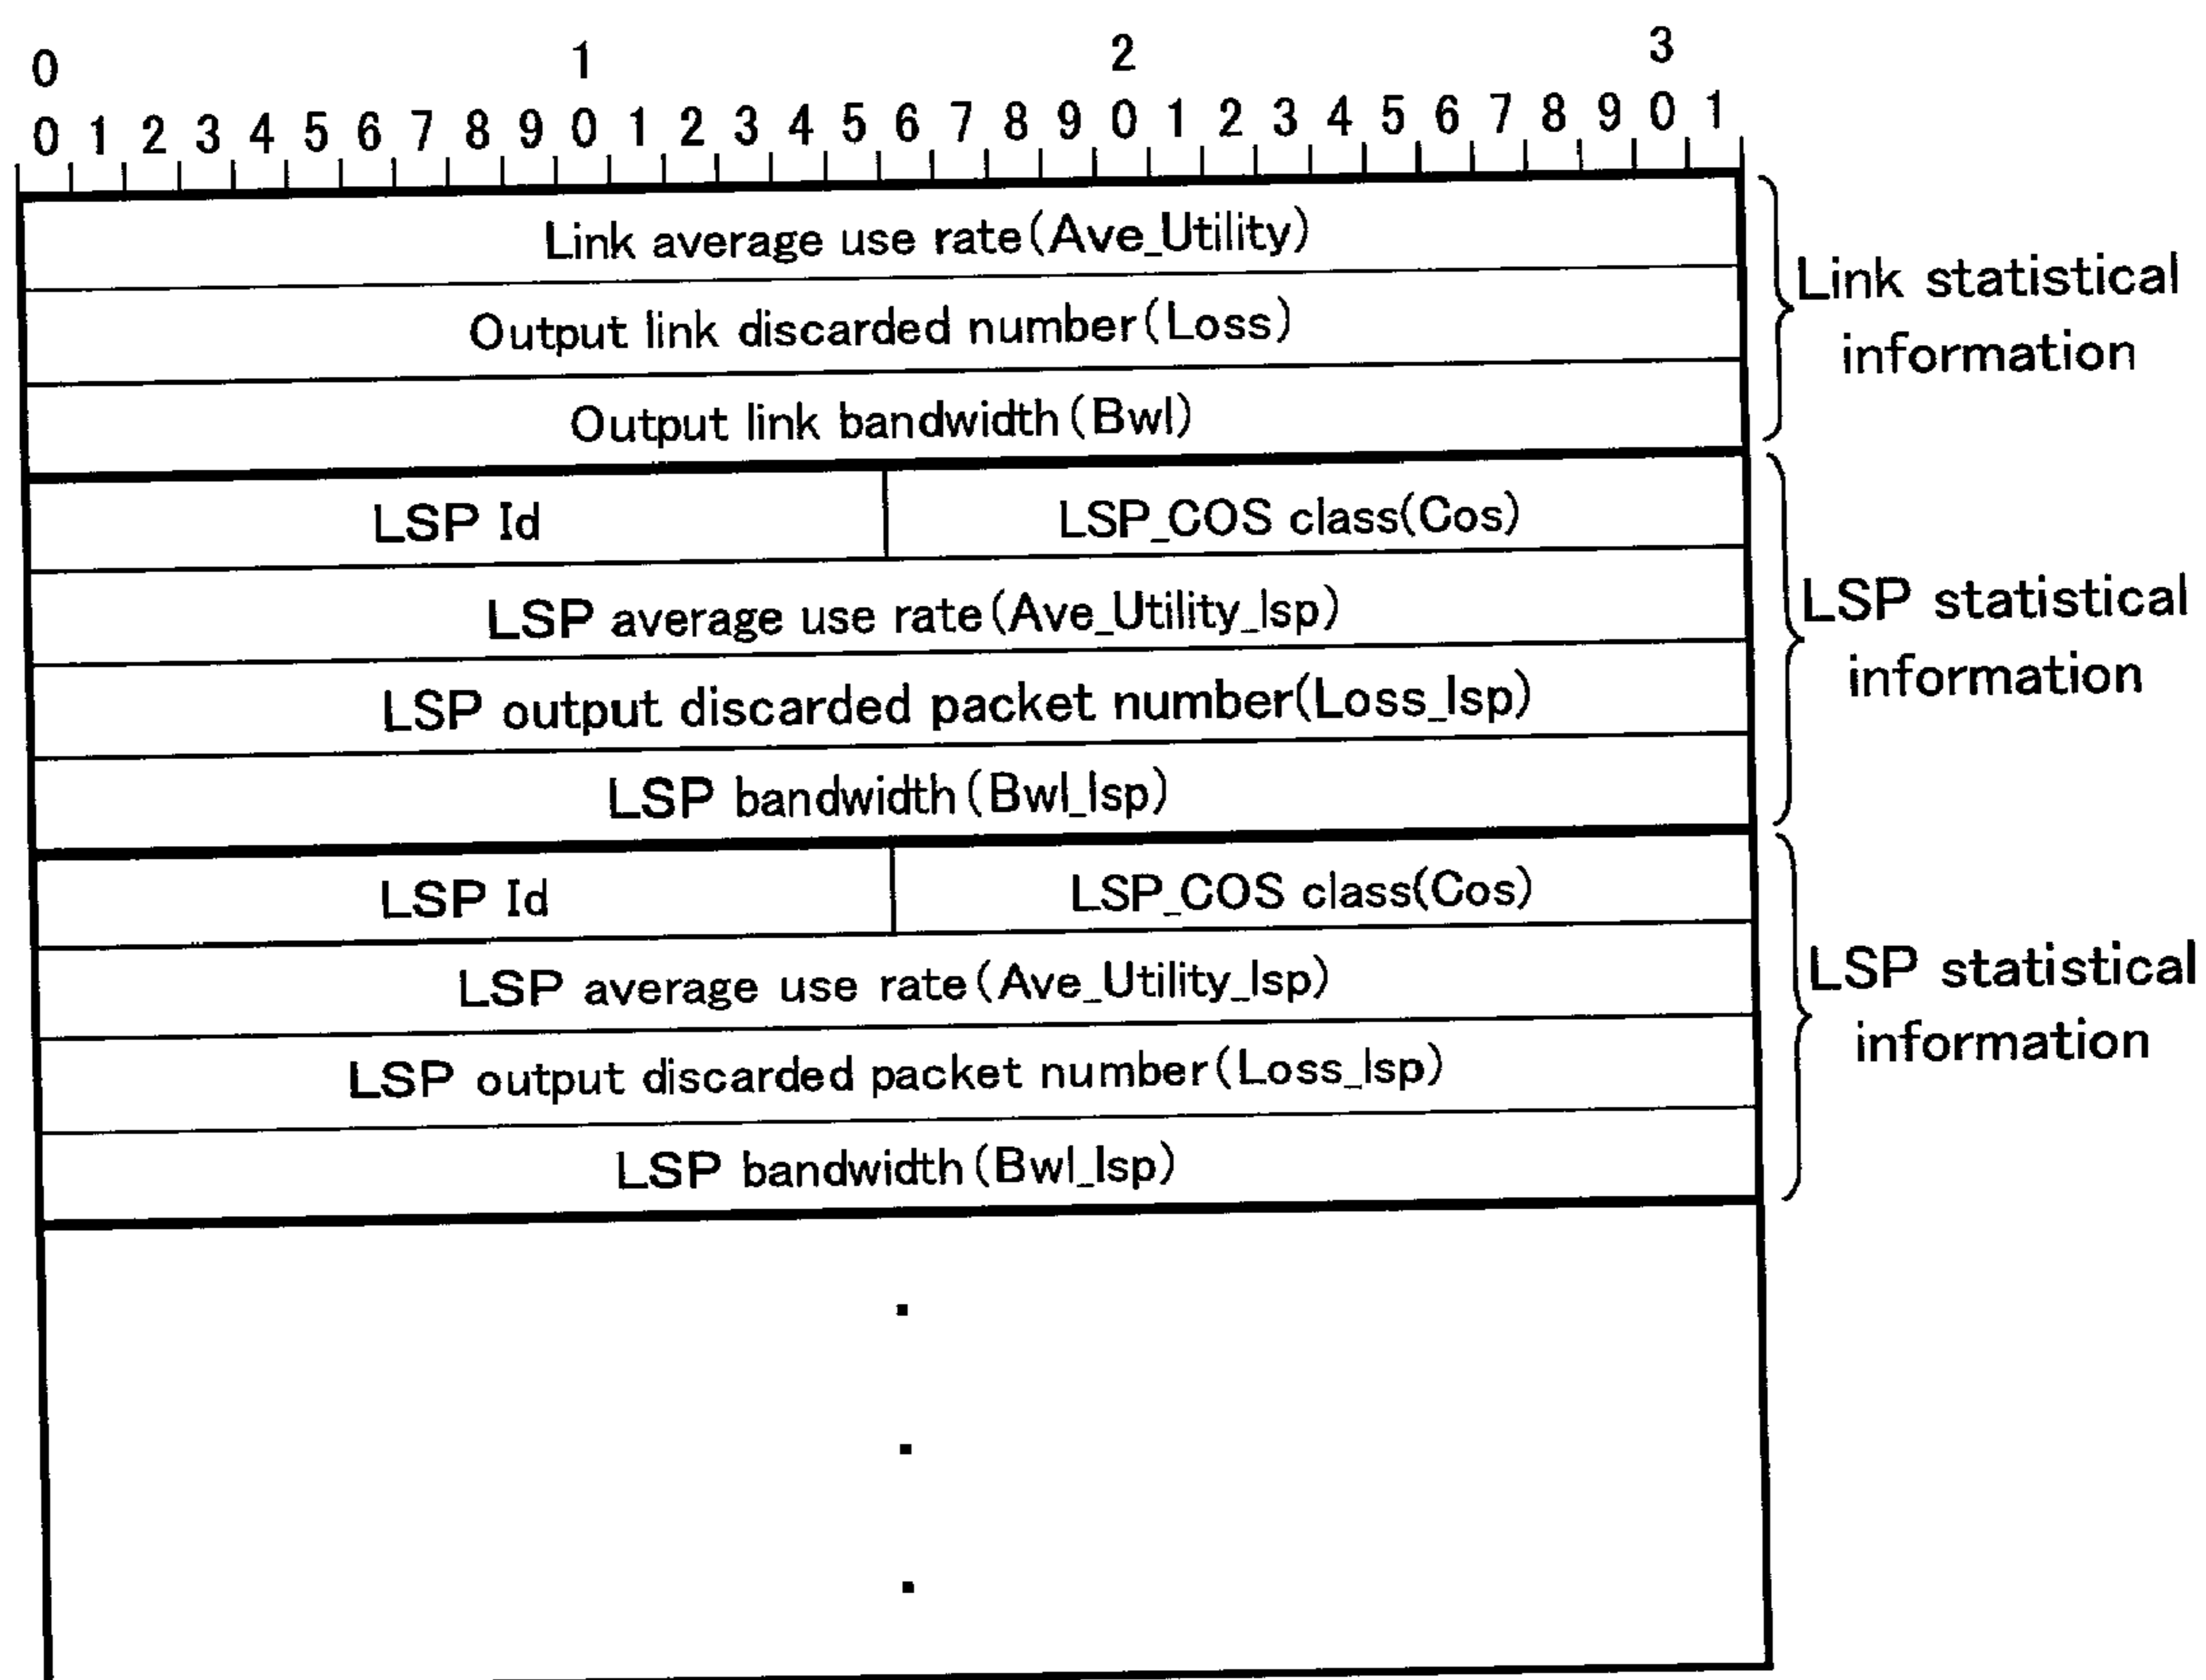 0 1 2 3
0 1 2 3 4 5 6 7 8 9 0 1 2 3 4 5 6 7 8 9 0 1 2 3 4 5 6 7 8 9 0 1
Link average use rate(Ave_Utility)
Output link discarded number(Loss)
Output link bandwidth(Bwl)
Link statistical
information
LSP Id LSP_COS class(Cos)
LSP average use rate(Ave_Utility_lsp)
LSP output discarded packet number(Loss_lsp)
LSP bandwidth(Bwl_lsp)
LSP statistical
information
LSP Id LSP_COS class(Cos)
LSP average use rate(Ave_Utility_lsp)
LSP output discarded packet number(Loss_lsp)
LSP bandwidth(Bwl_lsp)
LSP statistical
information